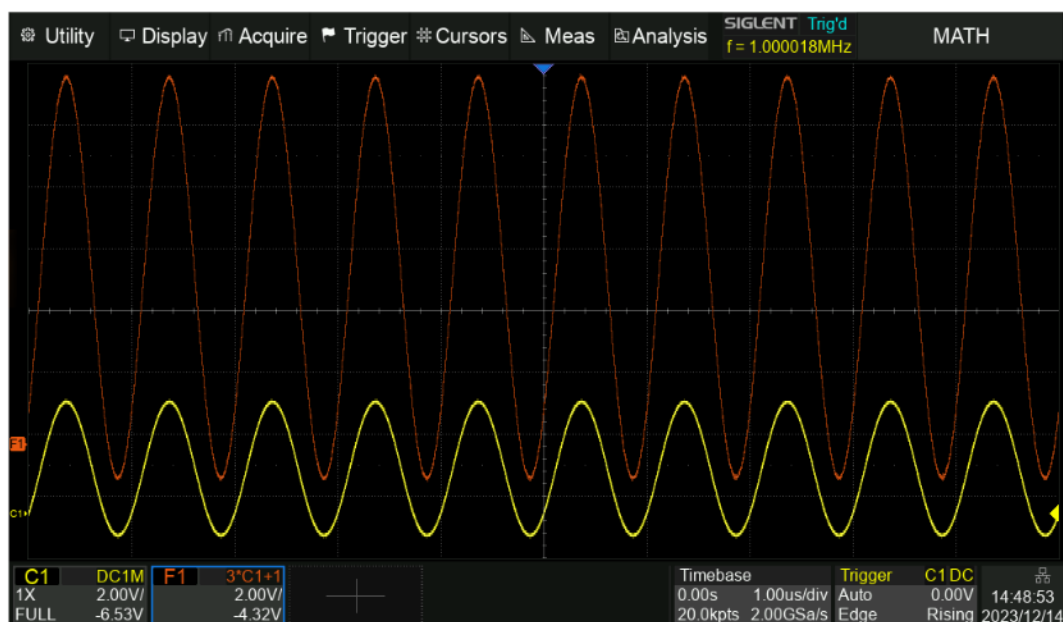 Utility Display Acquire Trigger Cursors Meas Analysis SIGLENT Trig'd MATH
f = 1.000018MHz
F1
C1
C1 DC1M F1 3*C1+1 Timebase Trigger C1 DC
1X 2.00V/ 2.00V/ 0.00s 1.00us/div Auto 0.00V 14:48:53
FULL -6.53V -4.32V 20.0kpts 2.00GSa/s Edge Rising 2023/12/14